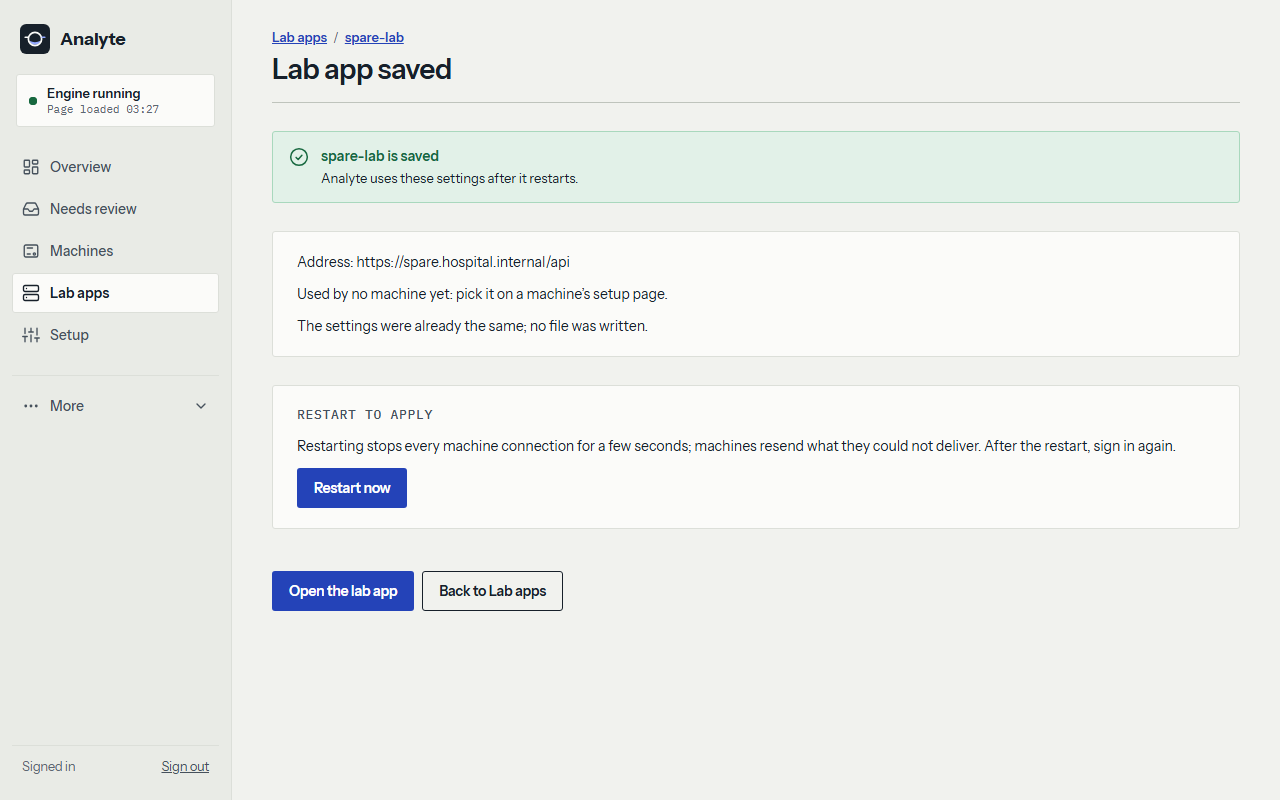 Analyte
Engine running
Page loaded 03:27
Overview
Needs review
Machines
Lab apps
Setup
More
Signed in
Sign out
Lab apps / spare-lab
Lab app saved
spare-lab is saved
Analyte uses these settings after it restarts.
Address: https://spare.hospital.internal/api
Used by no machine yet: pick it on a machine’s setup page.
The settings were already the same; no file was written.
RESTART TO APPLY
Restarting stops every machine connection for a few seconds; machines resend what they could not deliver. After the restart, sign in again.
Restart now
Open the lab app
Back to Lab apps